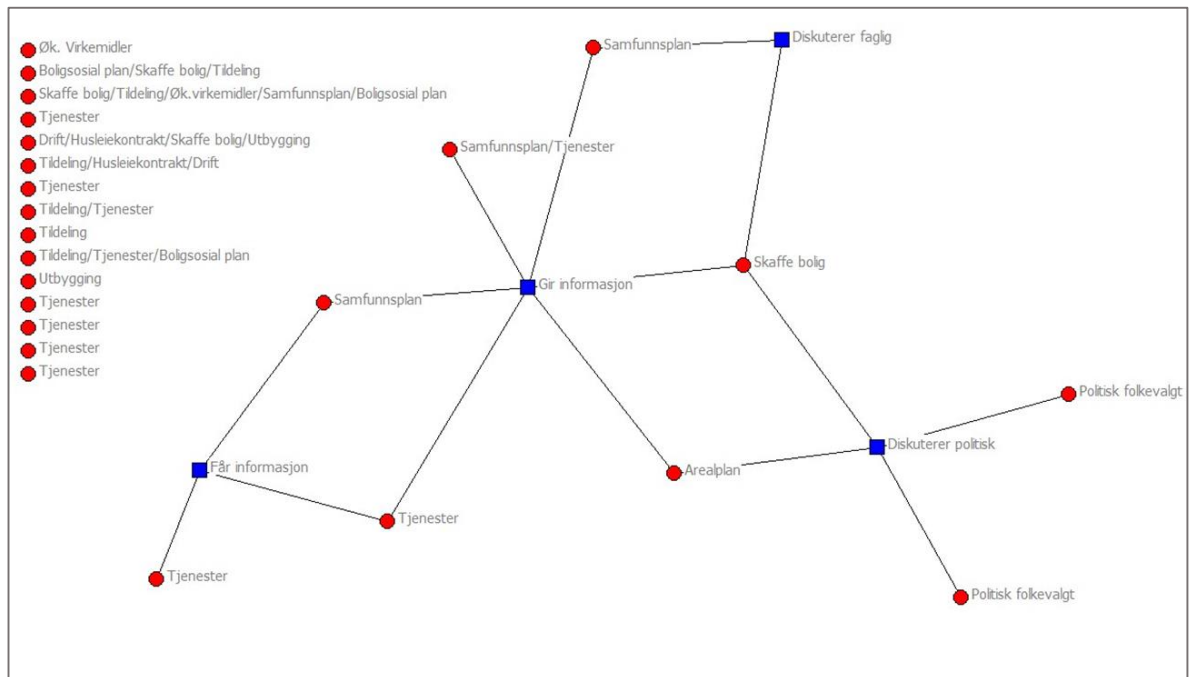 Øk. Virkemidler
Boligsosial plan/Skaffe bolig/Tildeling
Skaffe bolig/Tildeling/Øk.virkemidler/Samfunnsplan/Boligsosial plan
Tjenester
Drift/Husleiekontrakt/Skaffe bolig/Utbygging
Tildeling/Husleiekontrakt/Drift
Tjenester
Tildeling/Tjenester
Tildeling
Tildeling/Tjenester/Boligsosial plan
Utbygging
Tjenester
Tjenester
Tjenester
Tjenester
Samfunnsplan
Diskuterer faglig
Samfunnsplan/Tjenester
Skaffe bolig
Gir informasjon
Samfunnsplan
Politisk folkevalgt
Diskuterer politisk
Får informasjon
Arealplan
Tjenester
Tjenester
Politisk folkevalgt